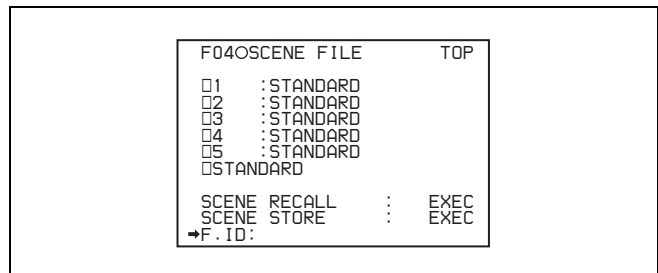 F04○SCENE FILE TOP
□1 :STANDARD
□2 :STANDARD
□3 :STANDARD
□4 :STANDARD
□5 :STANDARD
□STANDARD
SCENE RECALL : EXEC
SCENE STORE : EXEC
➡F.ID: